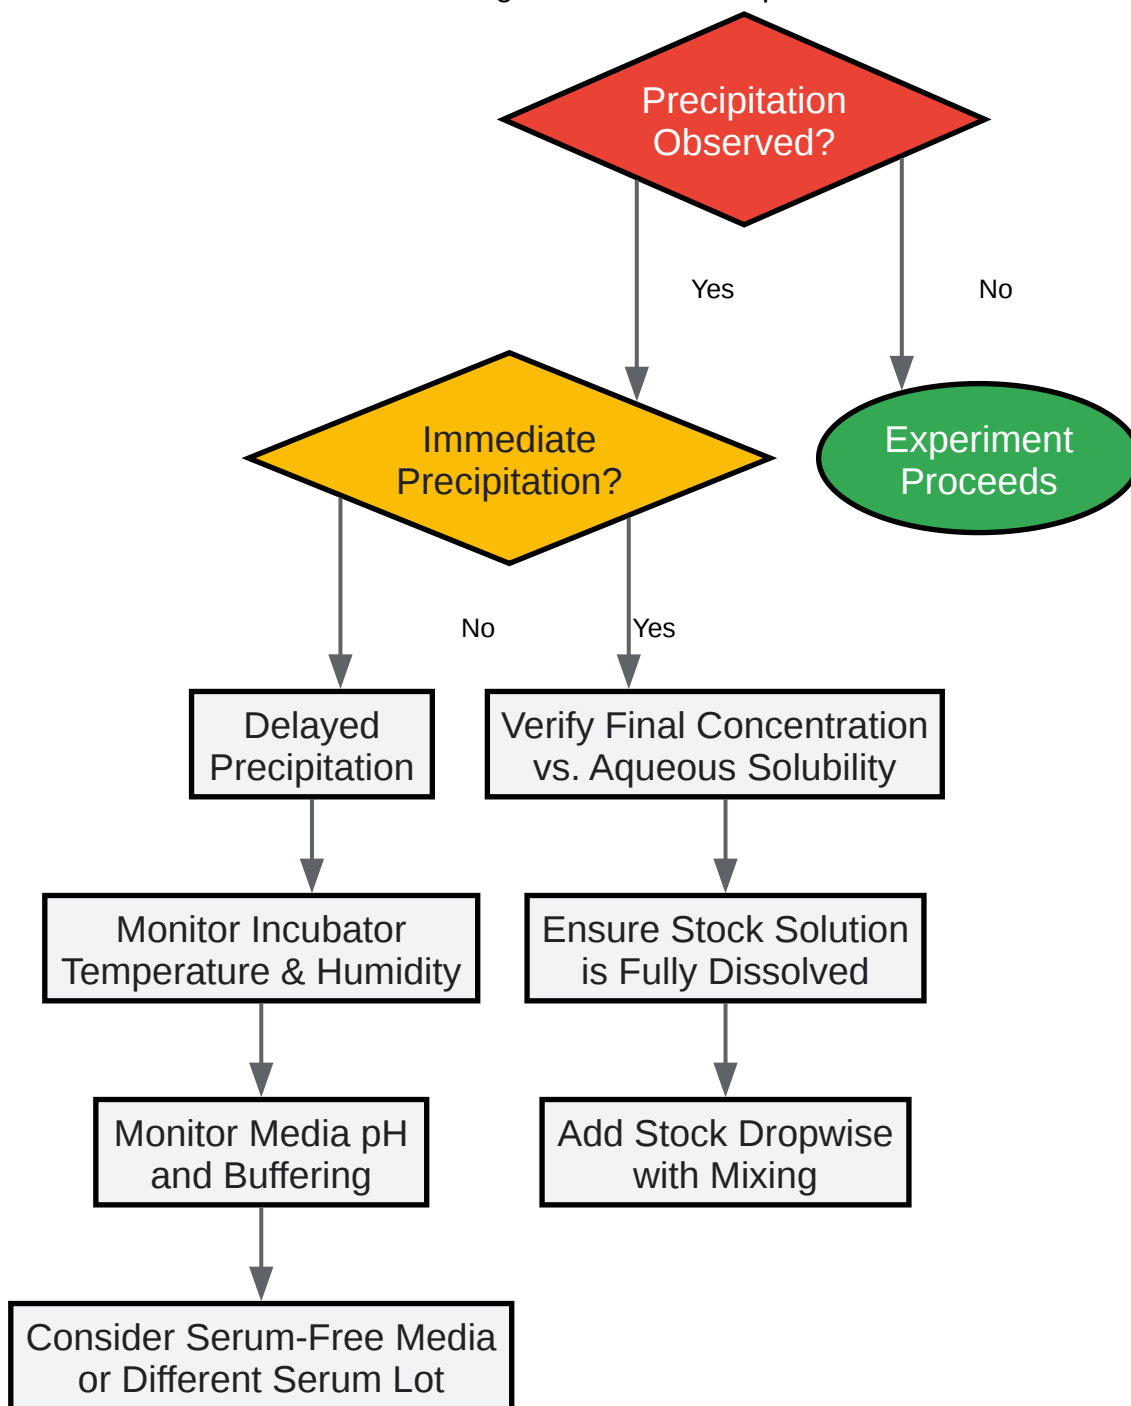 Precipitation
Observed?
Yes
No
Immediate
Precipitation?
Experiment
Proceeds
No
Yes
Delayed
Precipitation
Verify Final Concentration
vs. Aqueous Solubility
Monitor Incubator
Temperature & Humidity
Ensure Stock Solution
is Fully Dissolved
Monitor Media pH
and Buffering
Add Stock Dropwise
with Mixing
Consider Serum-Free Media
or Different Serum Lot